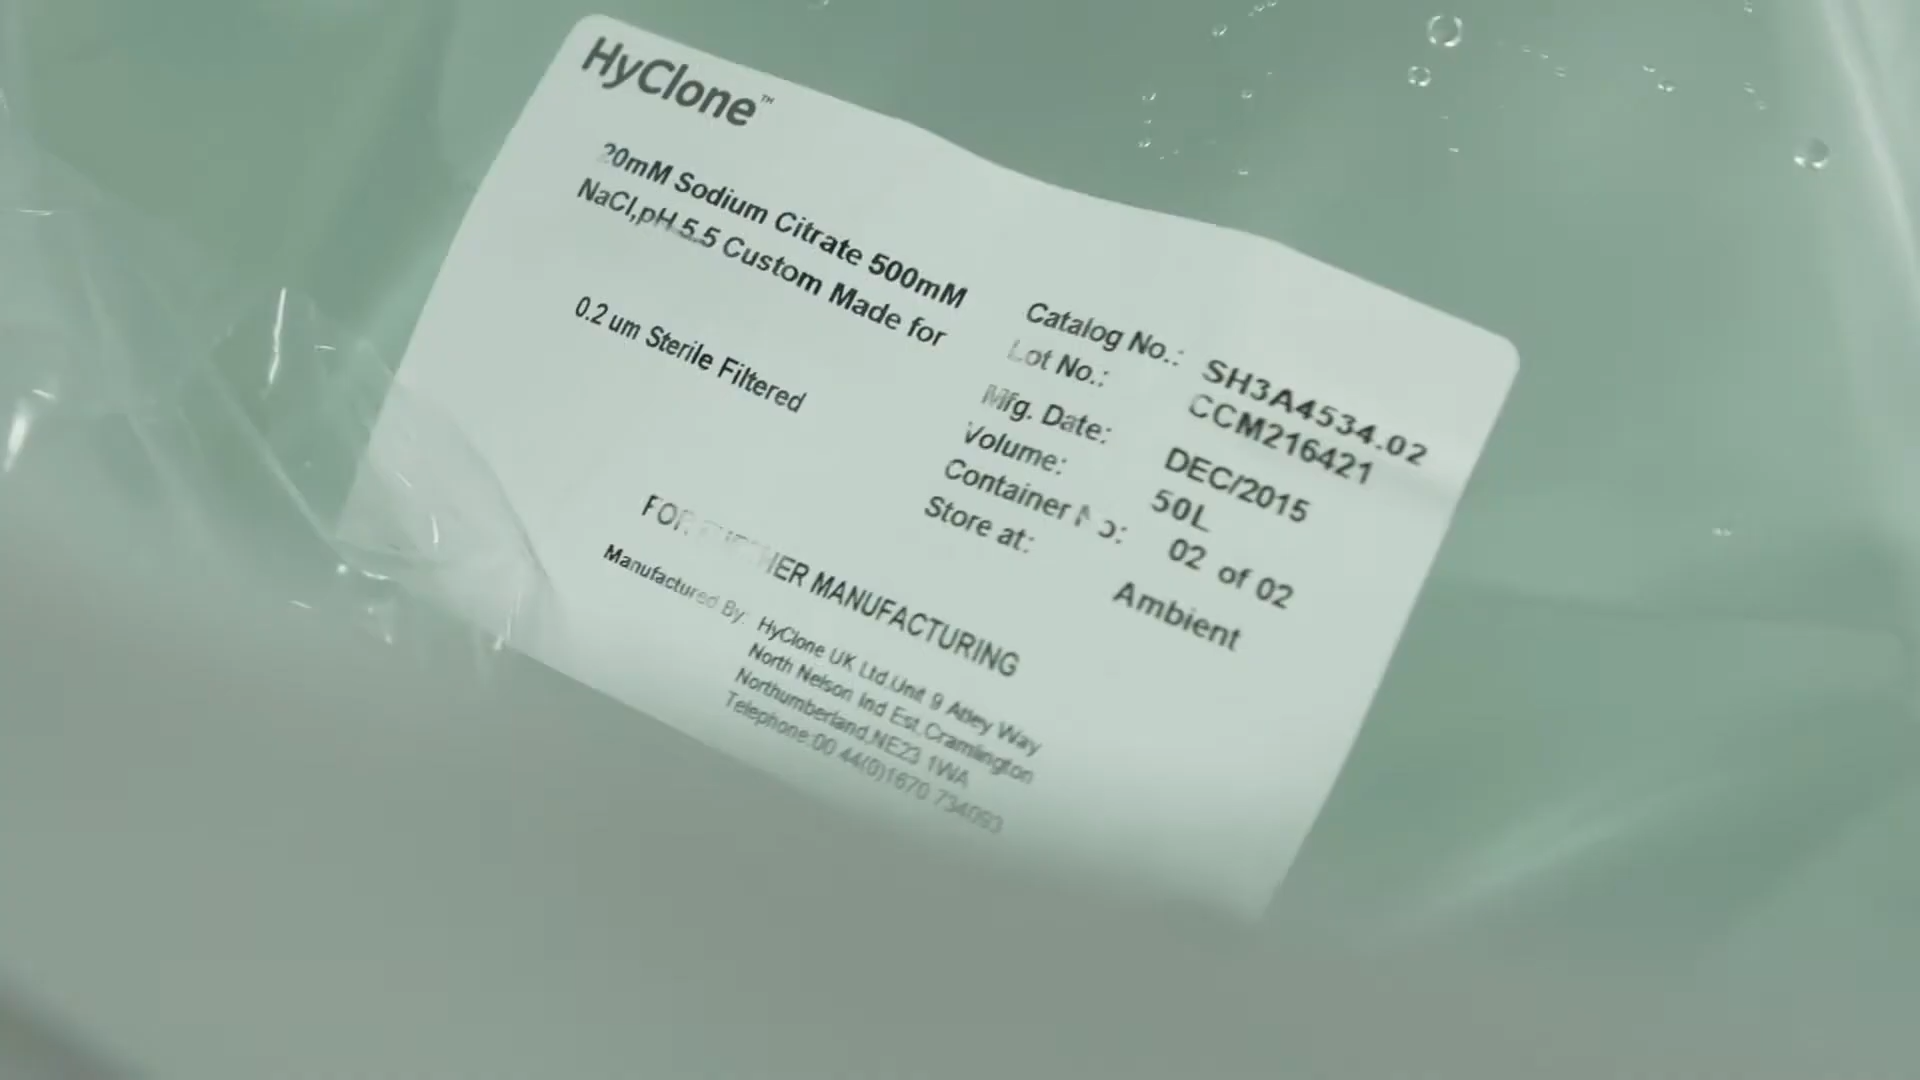 HyClone™
20mM Sodium Citrate 500mM
NaCl,pH 5.5 Custom Made for
0.2 um Sterile Filtered
Catalog No.: SH3A4534.02
Lot No.: CCM216421
Mfg. Date: DEC/2015
Volume: 50L
Container No: 02 of 02
Store at: Ambient
FOR FURTHER MANUFACTURING
Manufactured By: HyClone UK Ltd,Unit 9 Atley Way
North Nelson Ind Est,Cramlington
Northumberland,NE23 1WA
Telephone:00 44(0)1670 734093